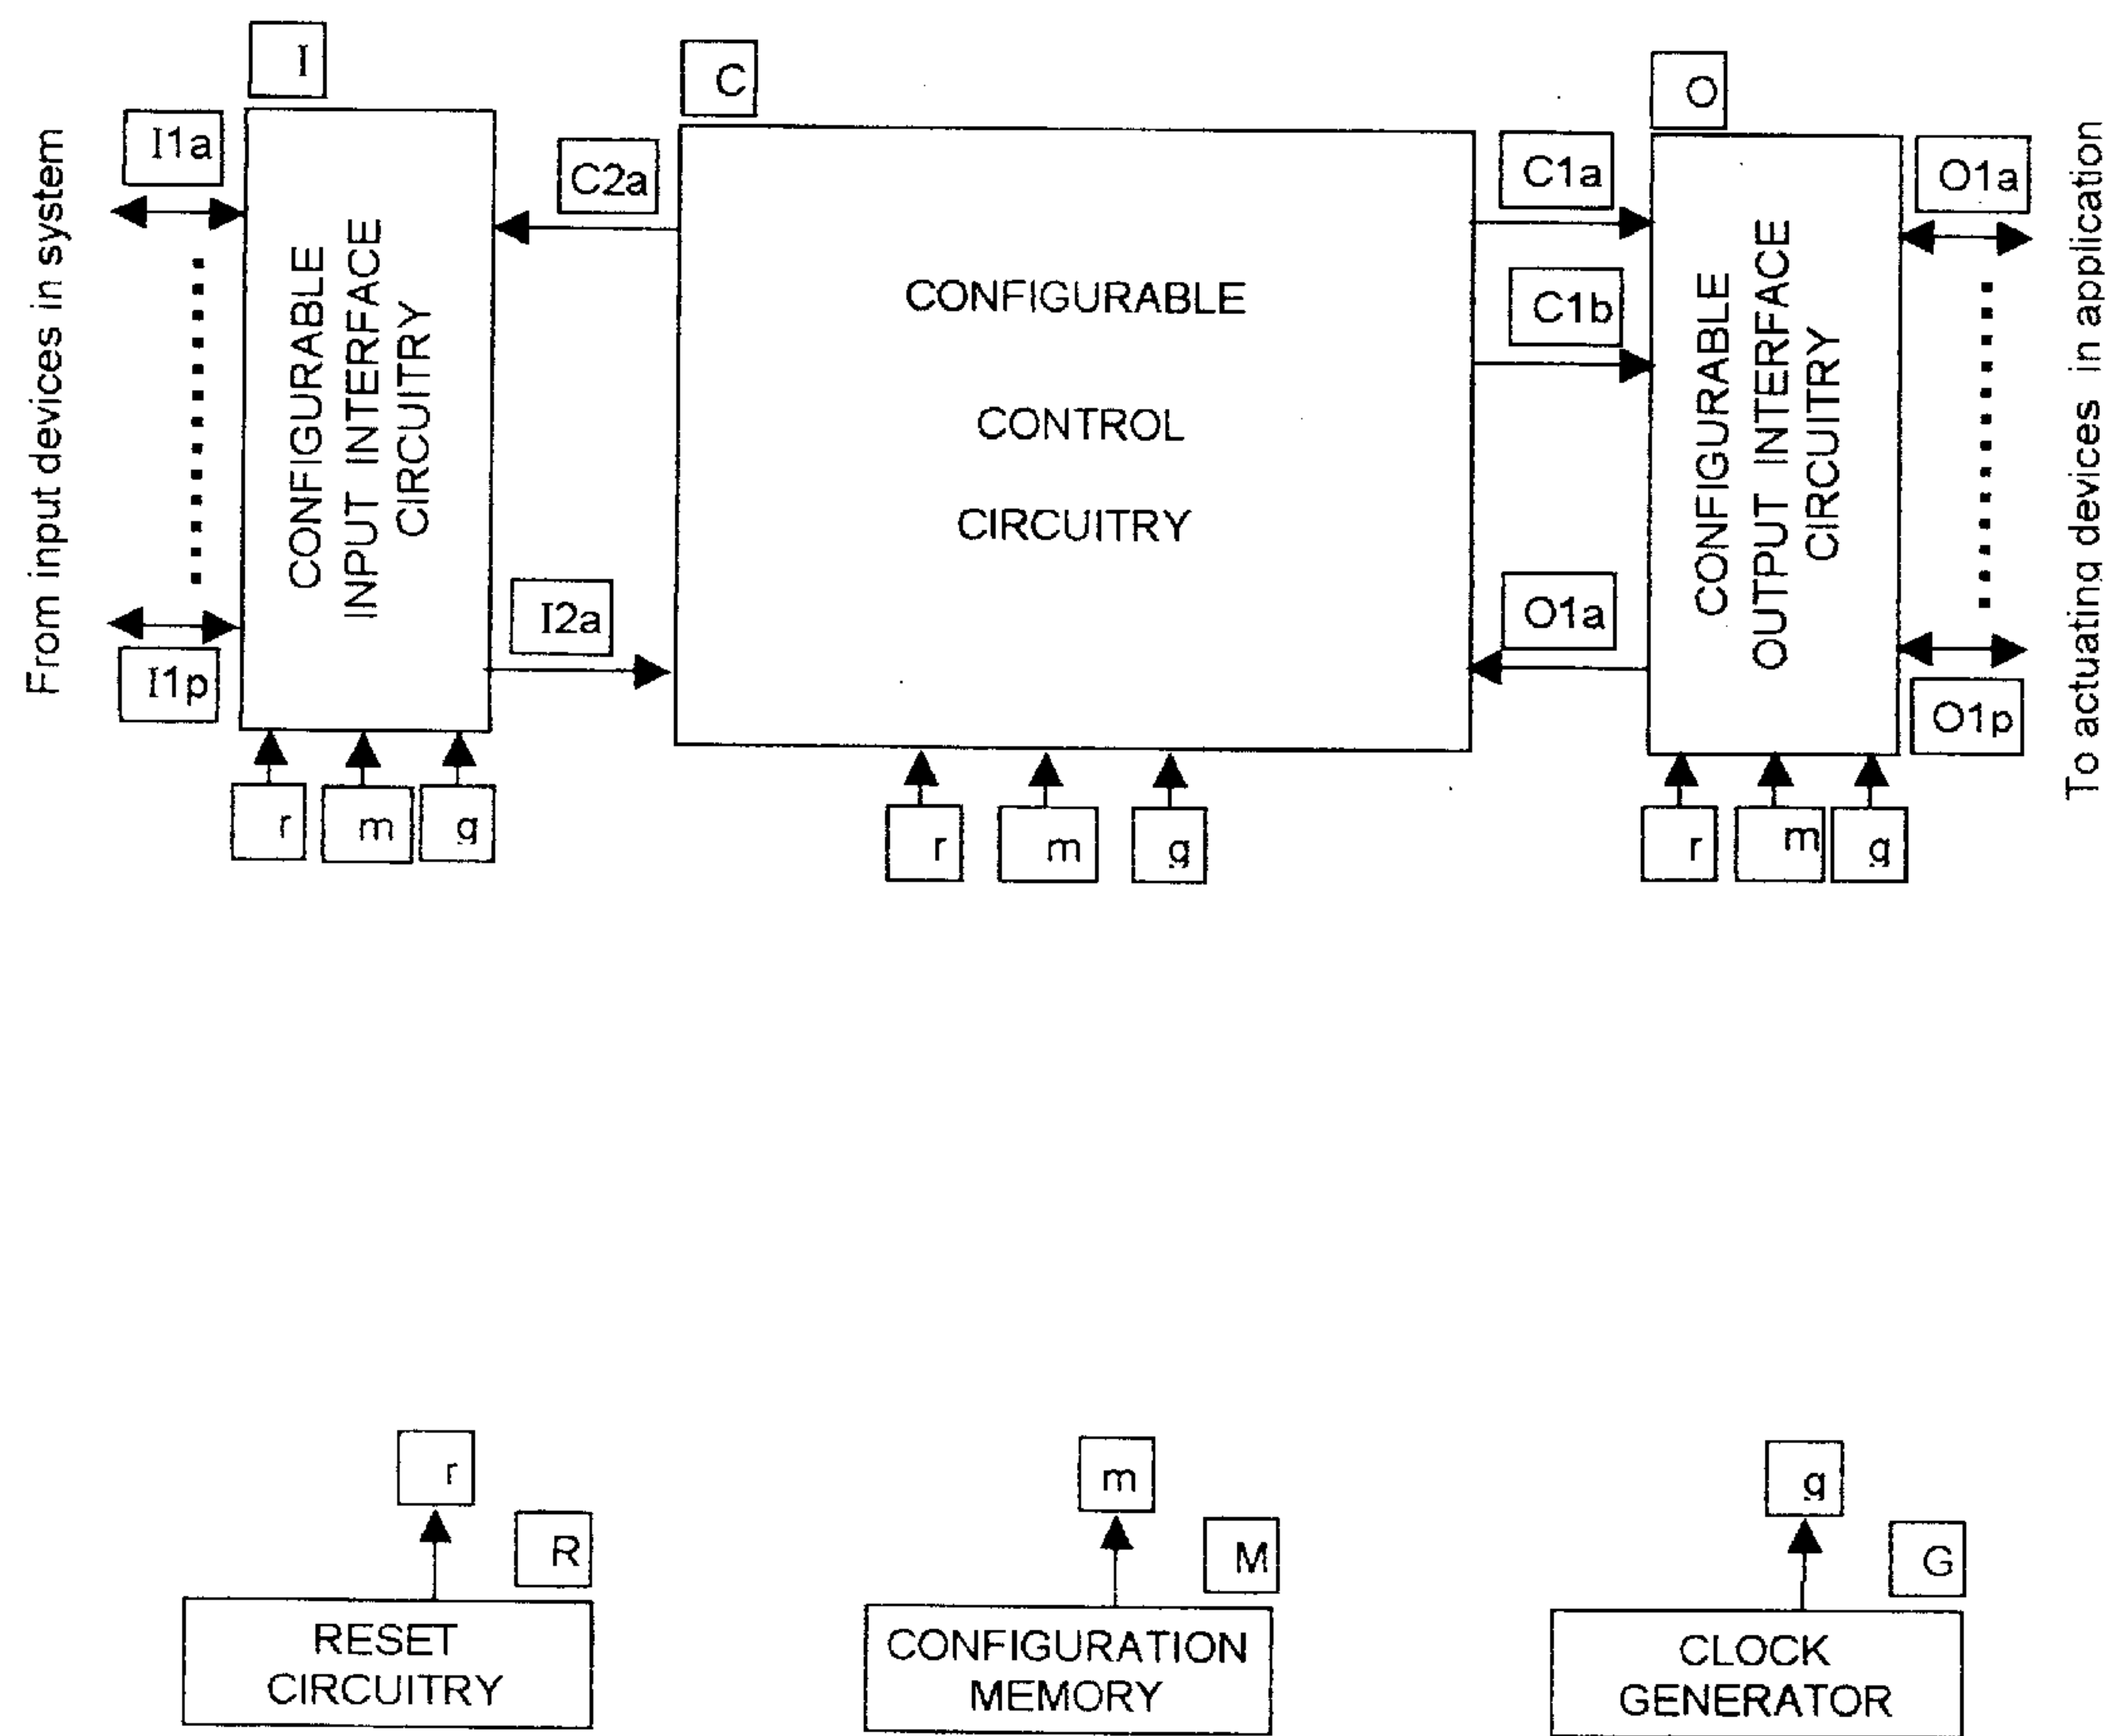 I
C
O
I1a
From input devices in system
I1p
CONFIGURABLE
INPUT INTERFACE
CIRCUITRY
C2a
I2a
CONFIGURABLE
CONTROL
CIRCUITRY
C1a
C1b
O1a
CONFIGURABLE
OUTPUT INTERFACE
CIRCUITRY
O1a
O1p
To actuating devices in application
r
m
g
r
m
g
r
m
g
r
R
RESET
CIRCUITRY
m
M
CONFIGURATION
MEMORY
g
G
CLOCK
GENERATOR